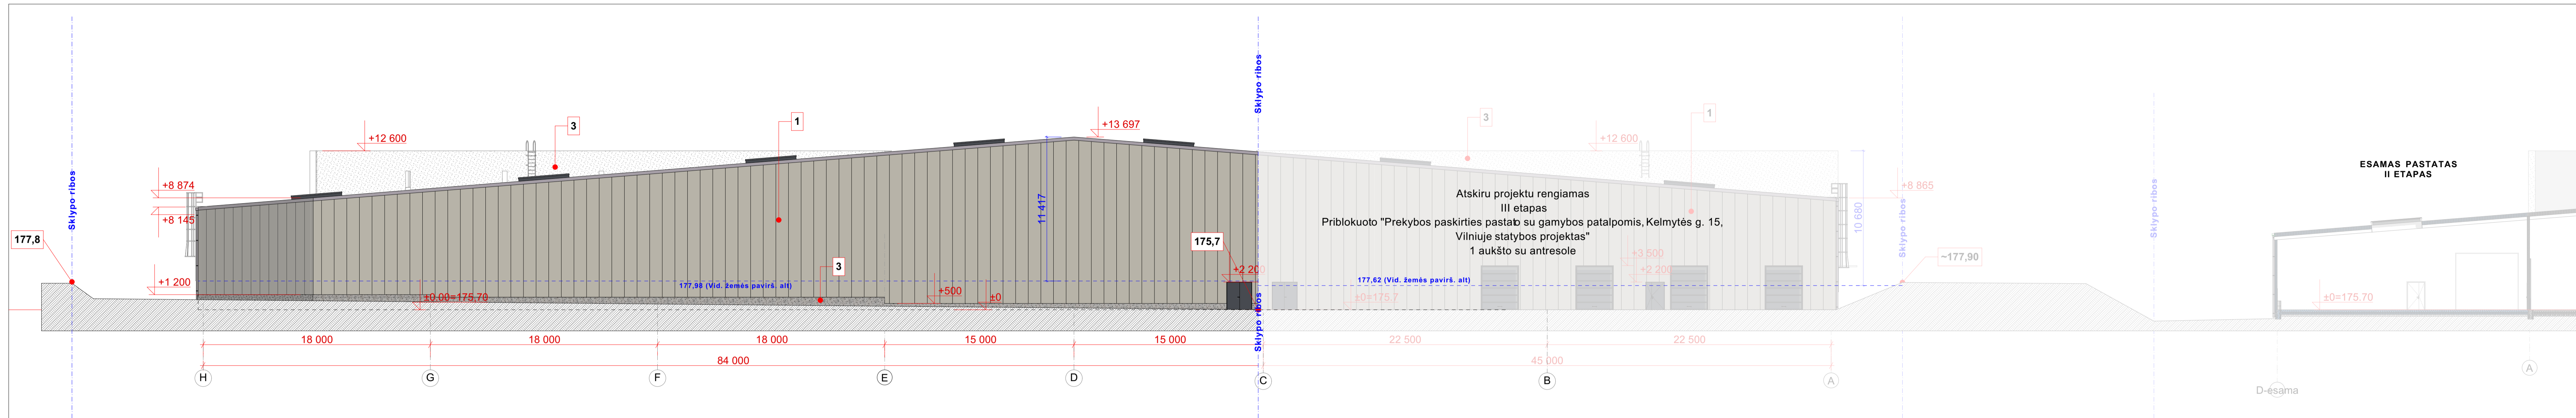 Sklypo ribos
Sklypo ribos
Sklypo ribos
Sklypo ribos
Sklypo ribos
Sklypo ribos
+12 600
3
1
+13 697
3
+12 600
1
+8 874
+8 145
177,8
+1 200
±0,00=175,70
177,98 (Vid. žemės pavirš. alt)
3
+500
±0
11 417
175,7
+2 200
Atskiru projektu rengiamas
III etapas
Priblokuoto "Prekybos paskirties pastato su gamybos patalpomis, Kelmytės g. 15,
Vilniuje statybos projektas"
1 aukšto su antresole
177,62 (Vid. žemės pavirš. alt)
±0=175,7
+3 500
+2 200
10 680
+8 865
~177,90
ESAMAS PASTATAS
II ETAPAS
±0=175,70
18 000
18 000
18 000
15 000
15 000
22 500
22 500
84 000
45 000
H
G
F
E
D
C
B
A
D-esama
A